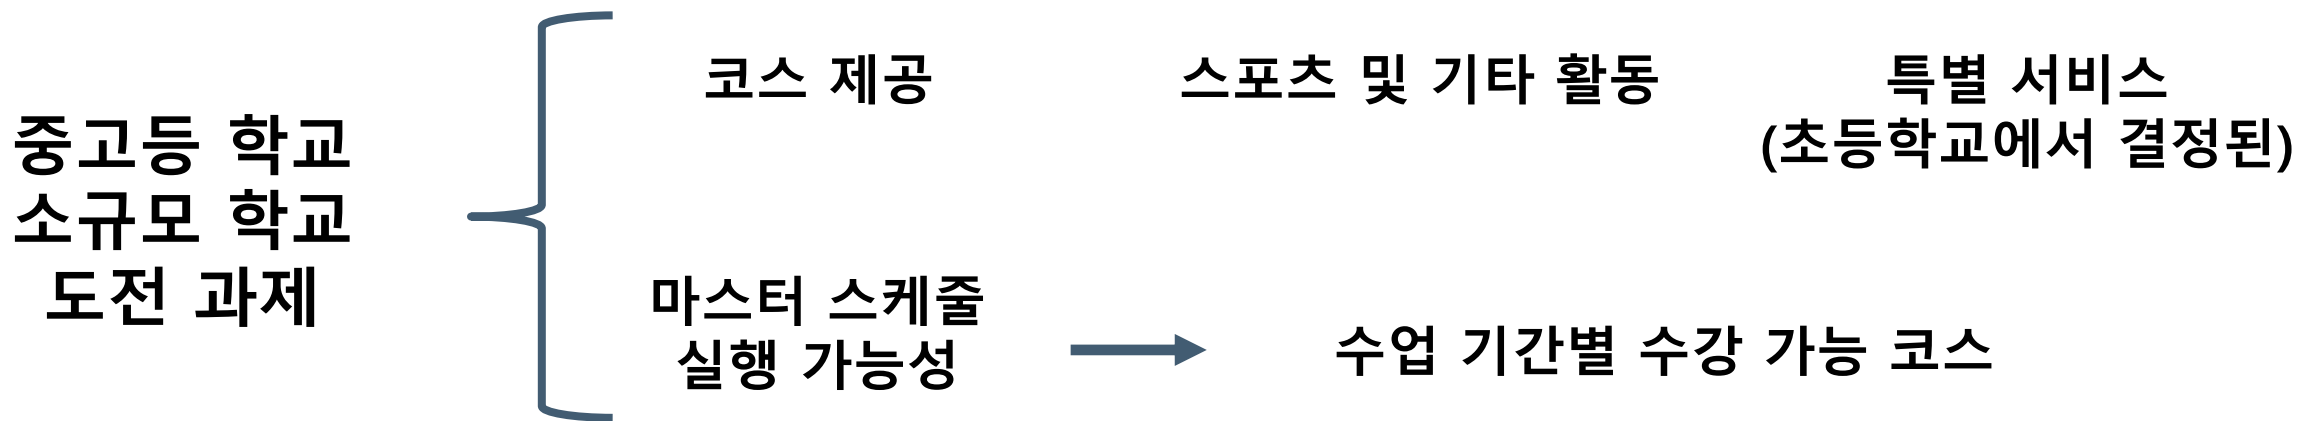 중고등 학교
소규모 학교
도전 과제
코스 제공
스포츠 및 기타 활동
특별 서비스
(초등학교에서 결정된)
마스터 스케줄
실행 가능성
수업 기간별 수강 가능 코스